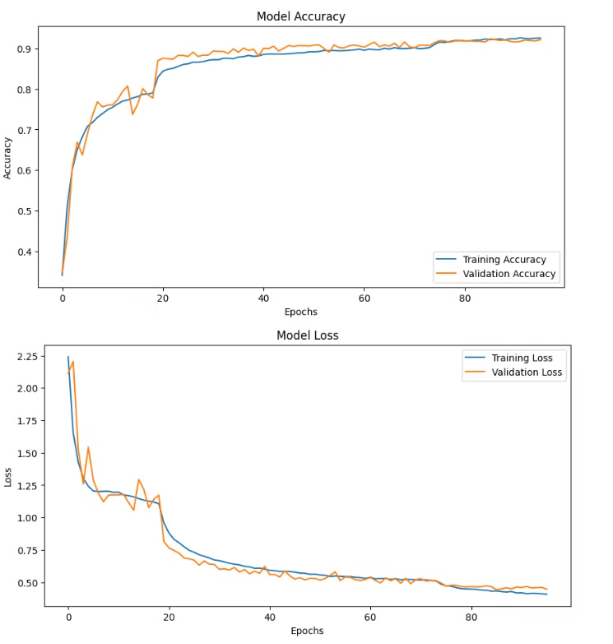 Model Accuracy
0.9
0.8
0.7
0.6
0.5
0.4
Accuracy
Training Accuracy
Validation Accuracy
0 20 40 60 80
Epochs
Model Loss
2.25
2.00
1.75
1.50
1.25
1.00
0.75
0.50
Loss
Training Loss
Validation Loss
0 20 40 60 80
Epochs